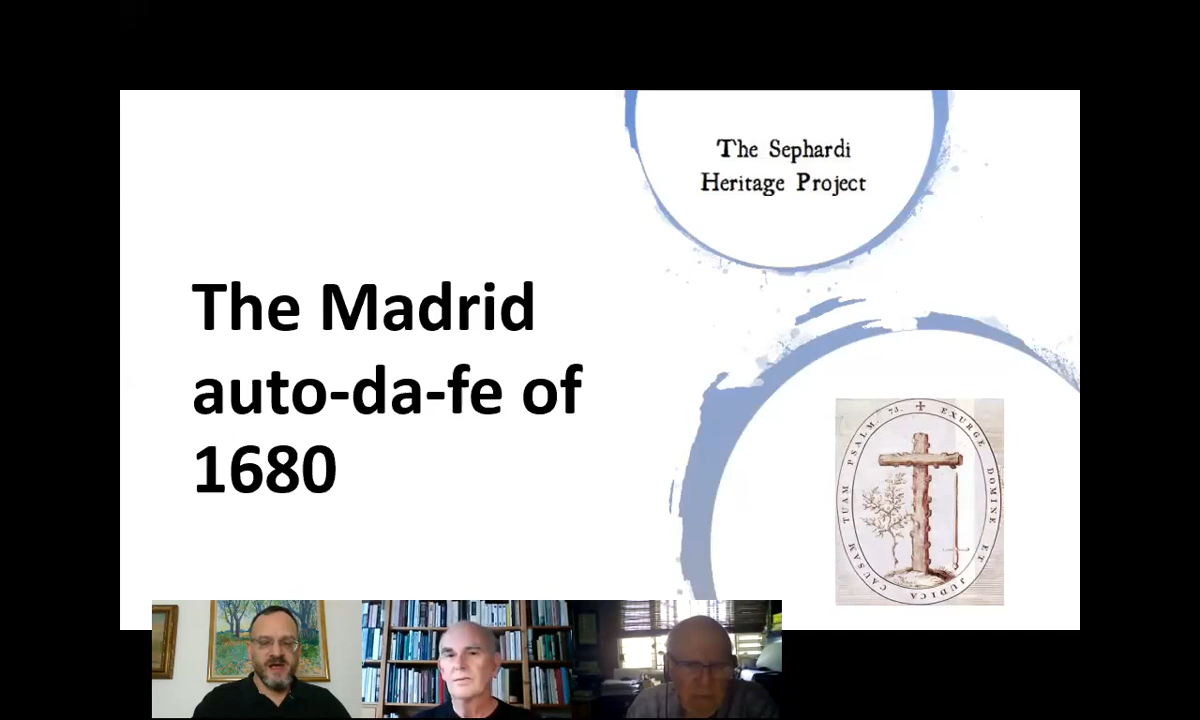 The Sephardi
Heritage Project
The Madrid
auto-da-fe of
1680
✝ EXURGE DOMINE ET JUDICA CAUSAM TUAM PSALM 73.